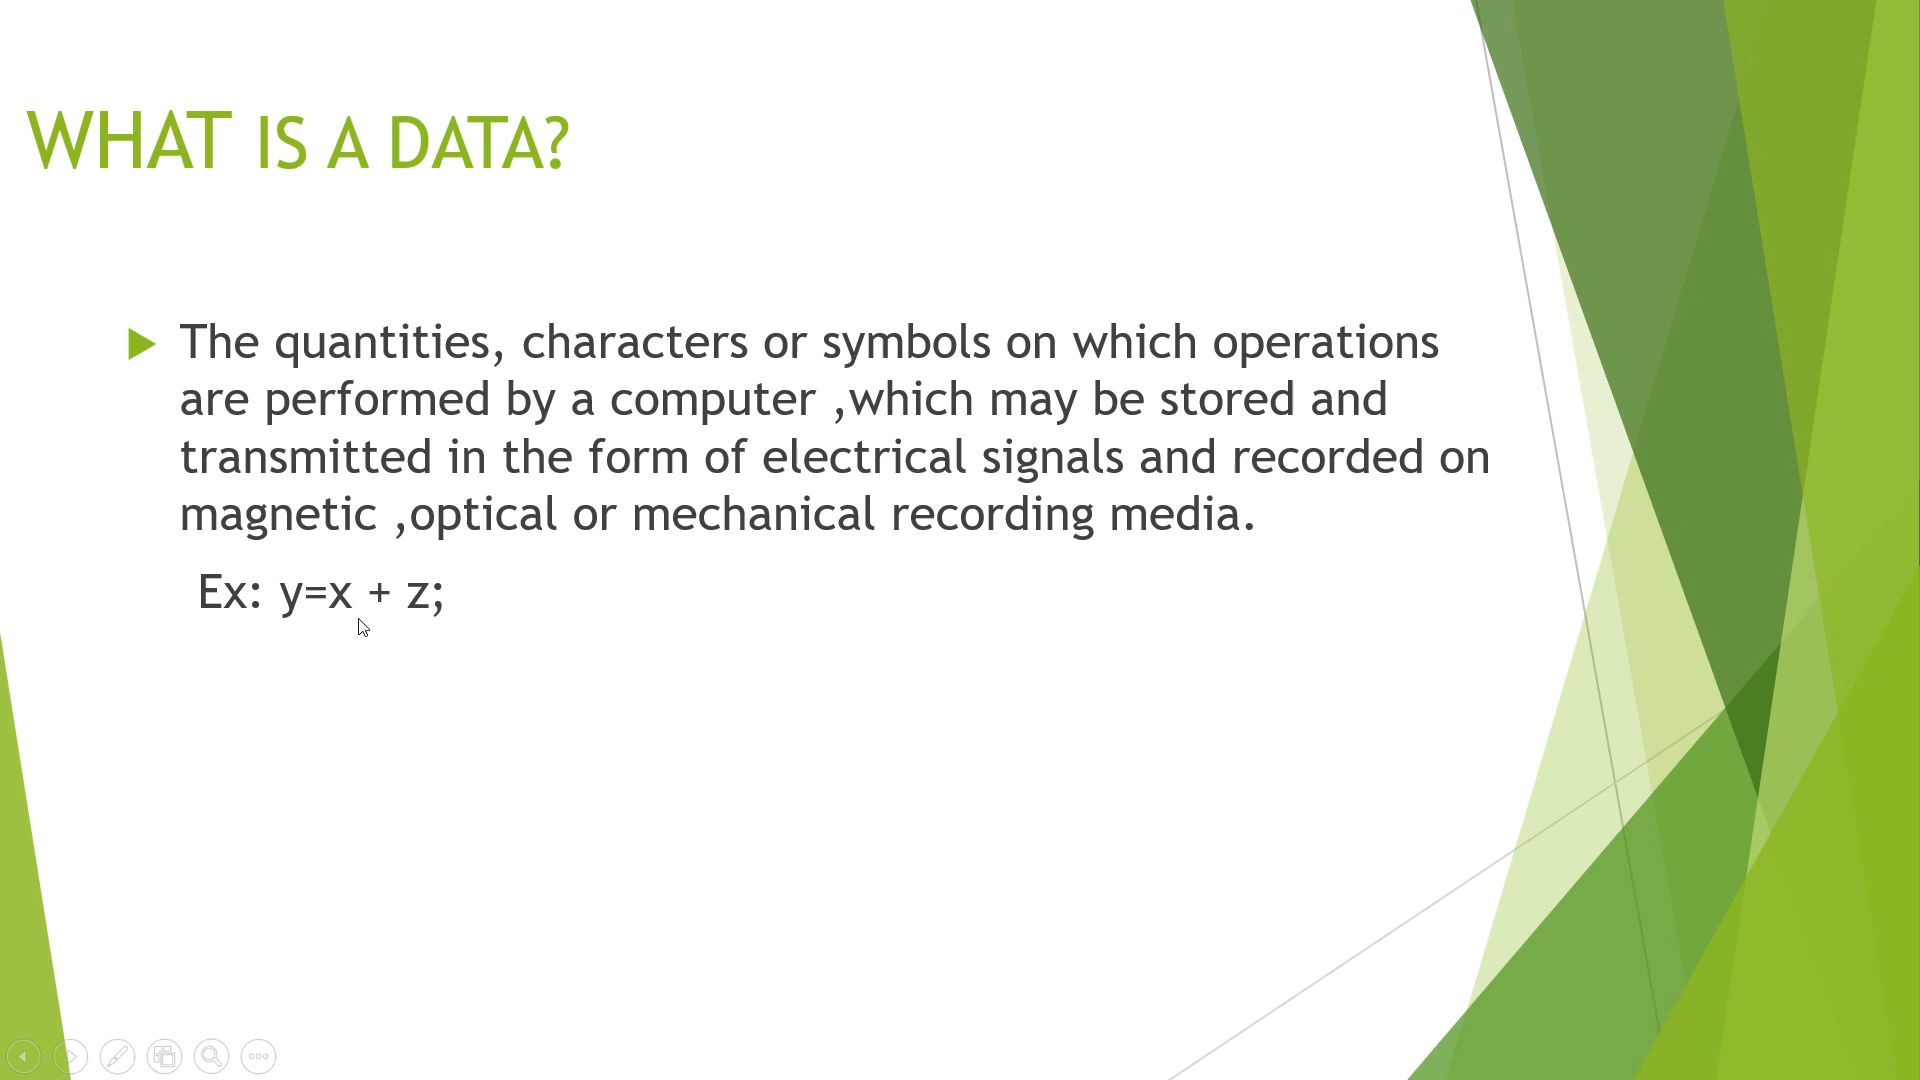 WHAT IS A DATA?
The quantities, characters or symbols on which operations
are performed by a computer ,which may be stored and
transmitted in the form of electrical signals and recorded on
magnetic ,optical or mechanical recording media.
Ex: y=x + z;